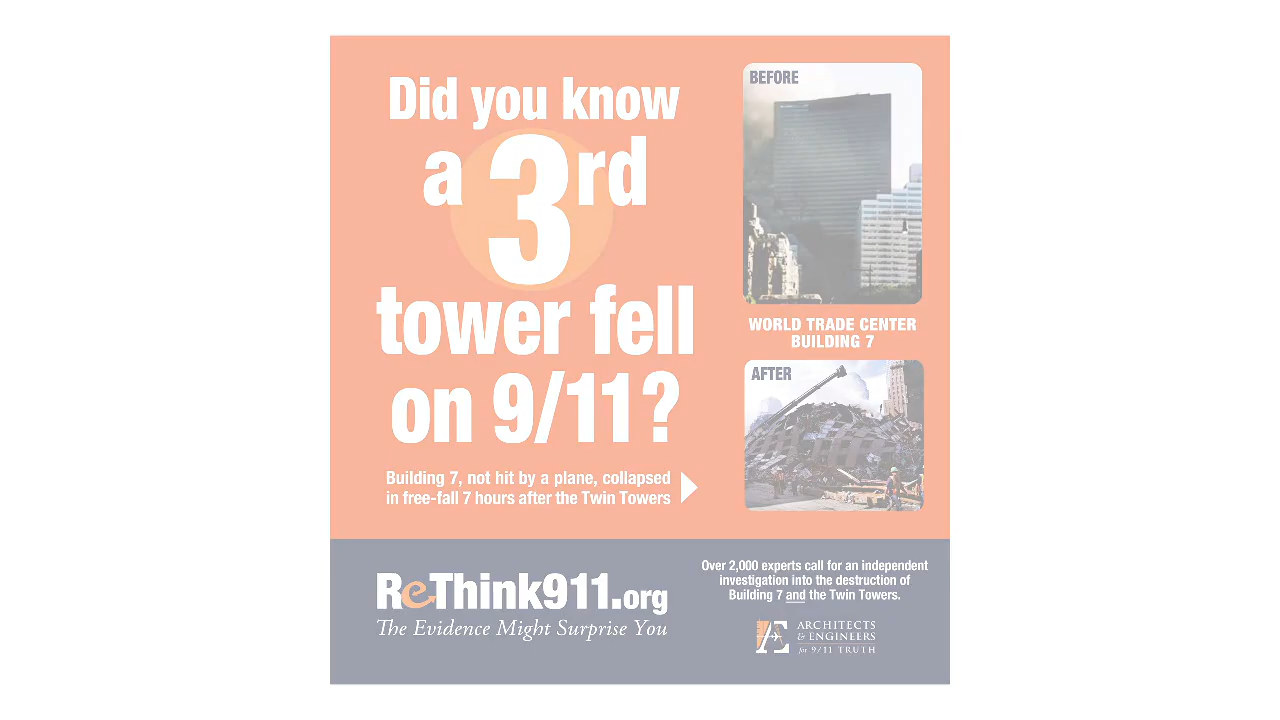 Did you know
a 3rd
tower fell
on 9/11?
Building 7, not hit by a plane, collapsed
in free-fall 7 hours after the Twin Towers
BEFORE
WORLD TRADE CENTER
BUILDING 7
AFTER
ReThink911.org
The Evidence Might Surprise You
Over 2,000 experts call for an independent
investigation into the destruction of
Building 7 and the Twin Towers.
AE
ARCHITECTS
& ENGINEERS
for 9/11 TRUTH